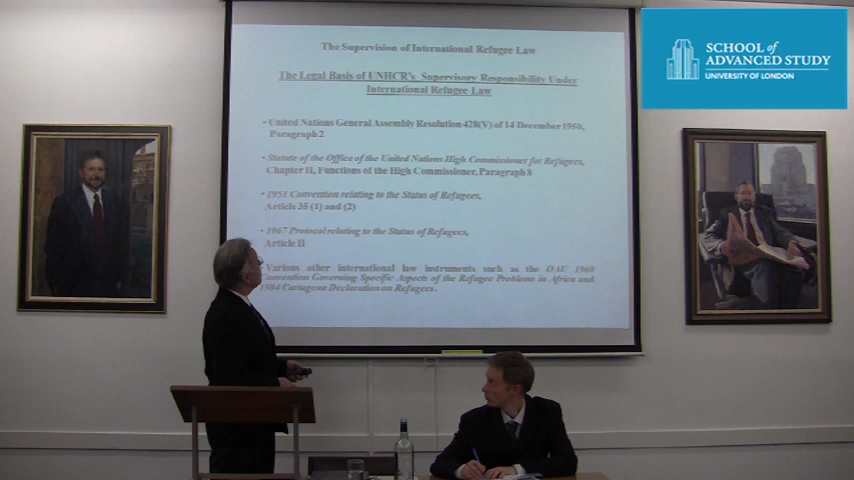 The Supervision of International Refugee Law
The Legal Basis of UNHCR's Supervisory Responsibility Under
International Refugee Law
• United Nations General Assembly Resolution 428(V) of 14 December 1950,
Paragraph 2
• Statute of the Office of the United Nations High Commissioner for Refugees,
Chapter II, Functions of the High Commissioner, Paragraph 8
• 1951 Convention relating to the Status of Refugees,
Article 35 (1) and (2)
• 1967 Protocol relating to the Status of Refugees,
Article II
Various other international law instruments such as the OAU 1969
Convention Governing Specific Aspects of the Refugee Problems in Africa and
1984 Cartagena Declaration on Refugees.
SCHOOL of
ADVANCED STUDY
UNIVERSITY OF LONDON